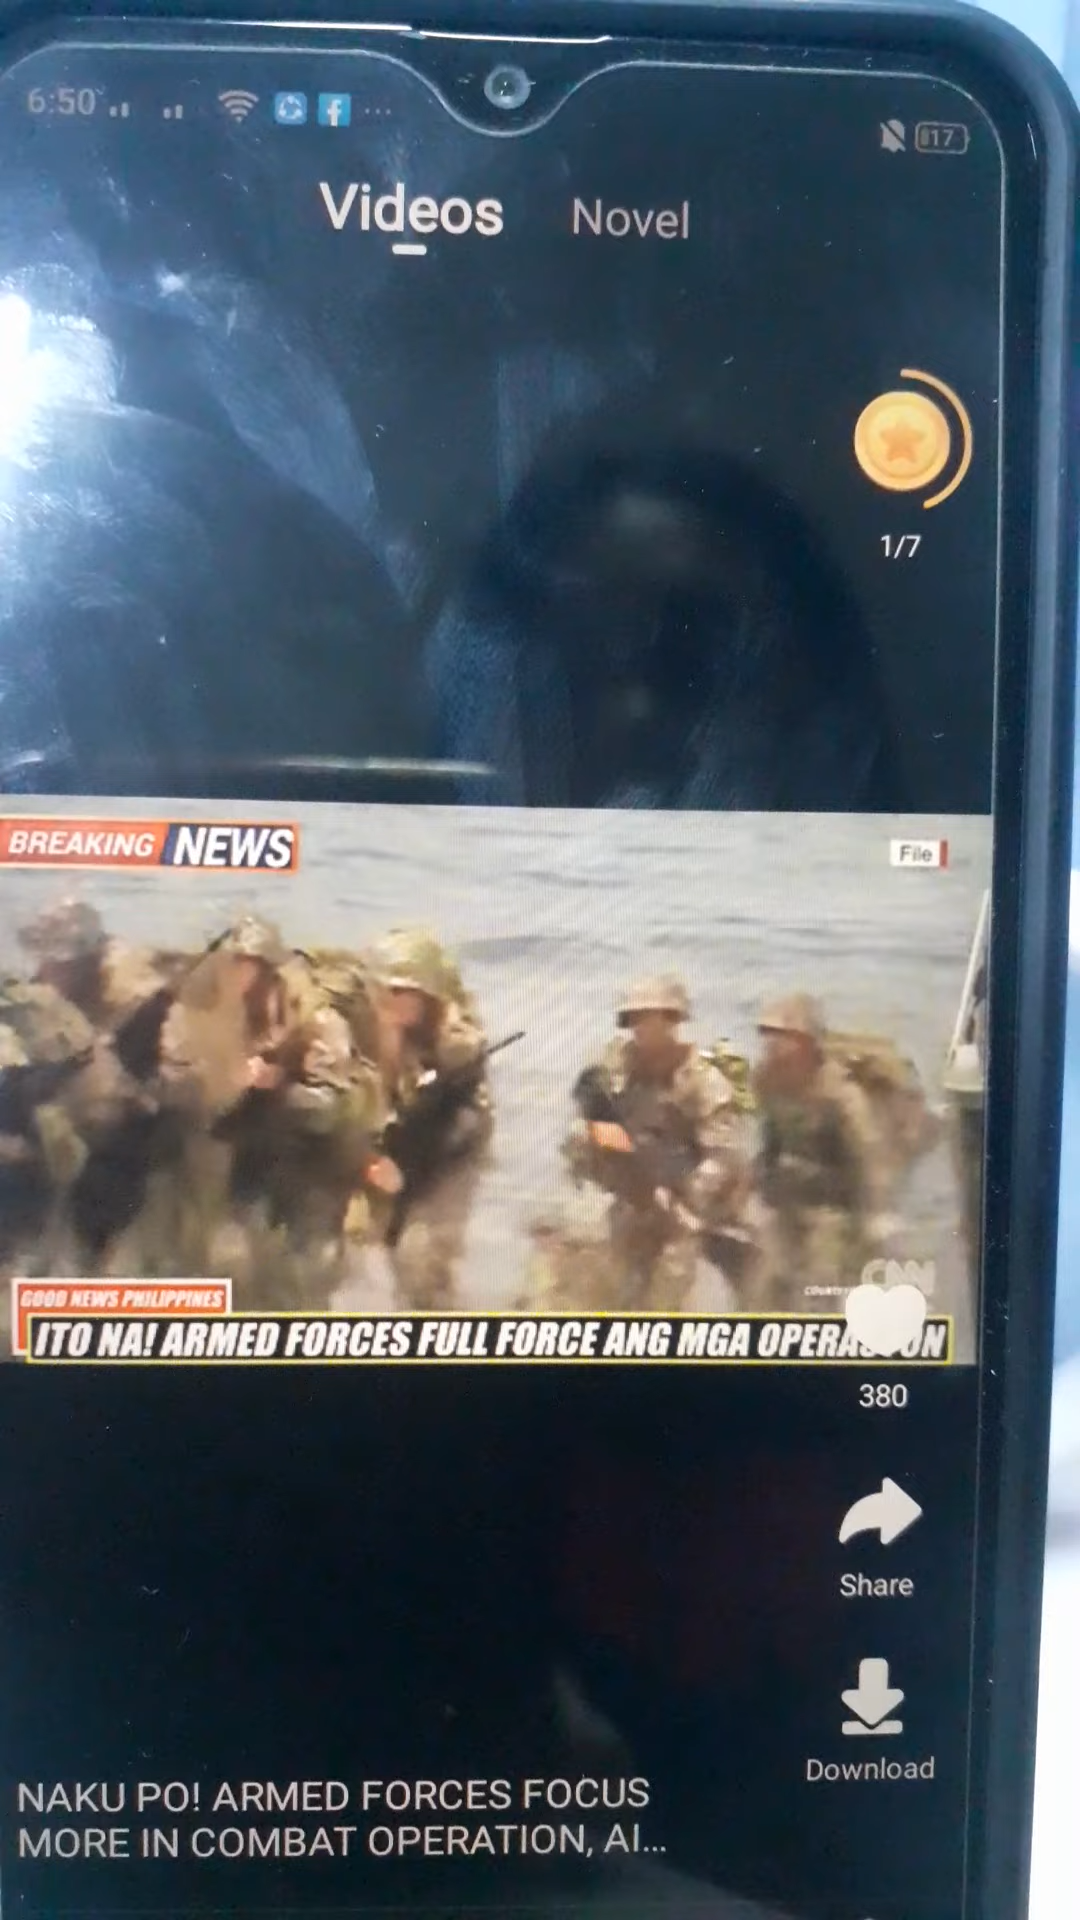 6:50
17
Videos Novel
1/7
BREAKING NEWS
File
CNN
GOOD NEWS PHILIPPINES
ITO NA! ARMED FORCES FULL FORCE ANG MGA
380
Share
Download
NAKU PO! ARMED FORCES FOCUS
MORE IN COMBAT OPERATION, AI...